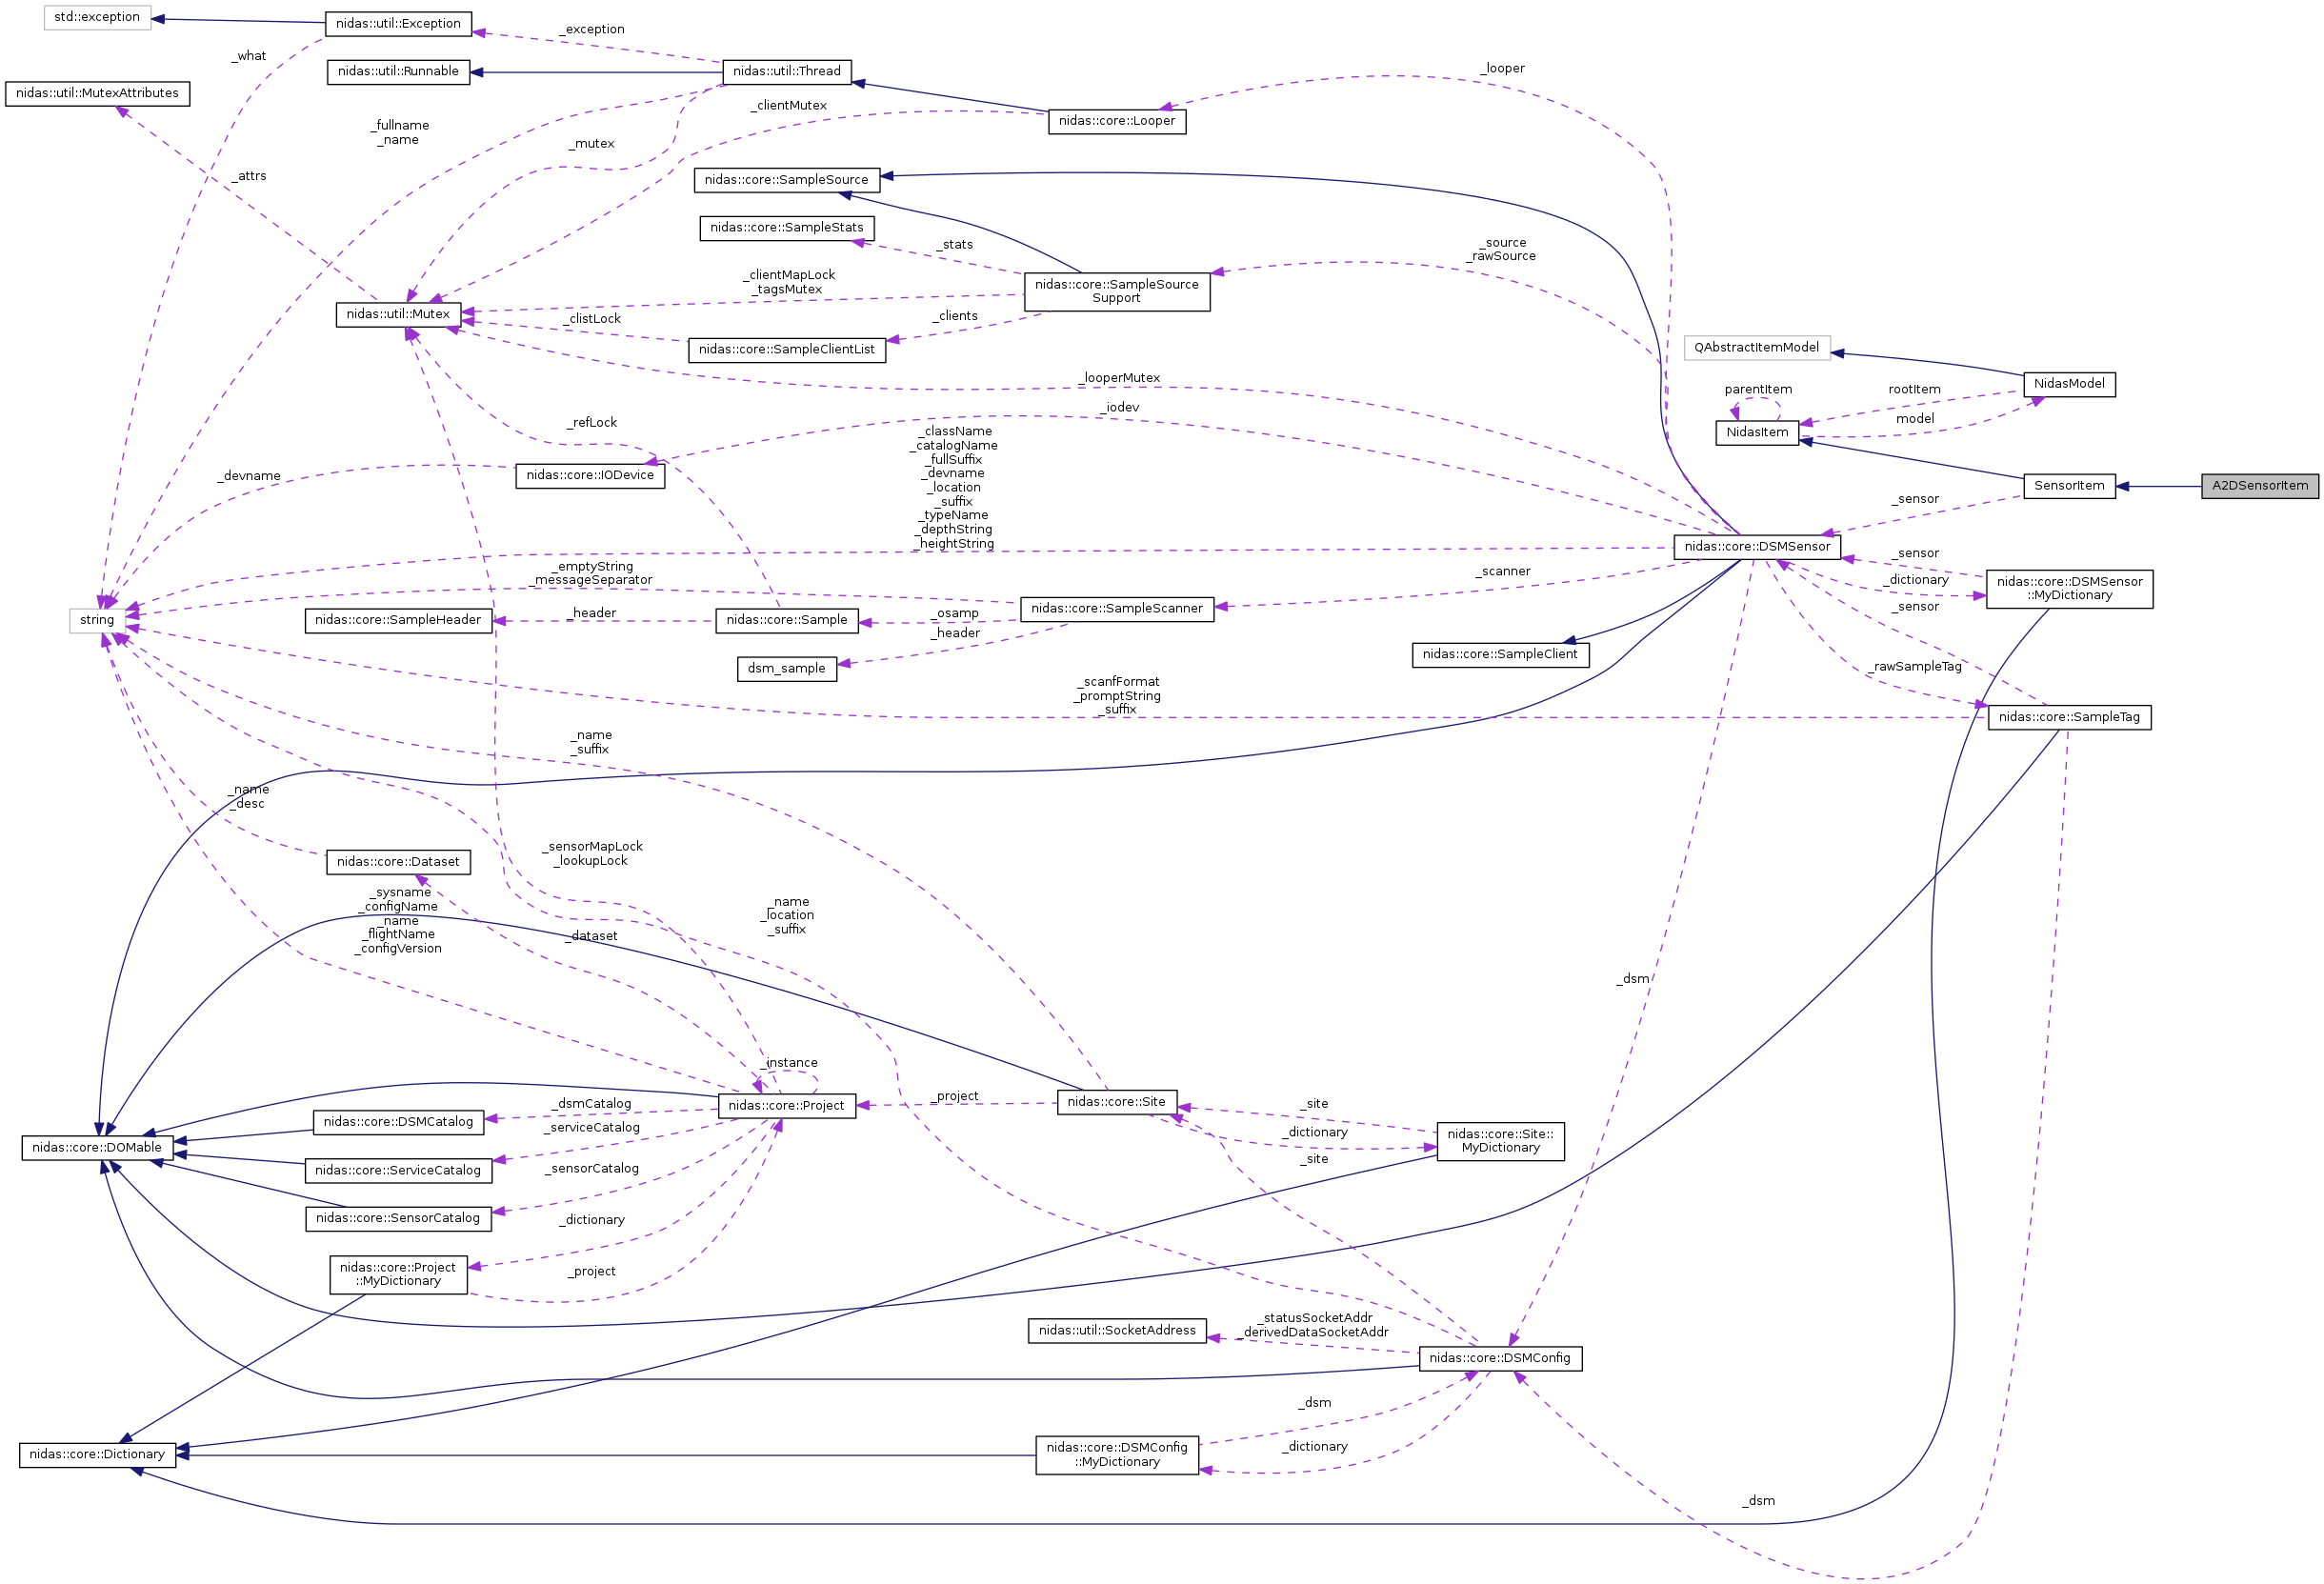 std::exception
nidas::util::Exception
_exception
_what
nidas::util::Runnable
nidas::util::Thread
_looper
nidas::util::MutexAttributes
_clientMutex
_fullname
_name
nidas::core::Looper
_mutex
_attrs
nidas::core::SampleSource
nidas::core::SampleStats
_stats
_source
_rawSource
_clientMapLock
_tagsMutex
nidas::core::SampleSource
Support
nidas::util::Mutex
_clistLock
_clients
nidas::core::SampleClientList
QAbstractItemModel
_looperMutex
NidasModel
parentItem
rootItem
_iodev
model
_refLock
NidasItem
_className
_catalogName
_fullSuffix
_devname
_location
_suffix
_typeName
_depthString
_heightString
_devname
nidas::core::IODevice
SensorItem
A2DSensorItem
_sensor
nidas::core::DSMSensor
_sensor
_emptyString
_messageSeparator
_scanner
_dictionary
nidas::core::DSMSensor
::MyDictionary
string
nidas::core::SampleHeader
_header
nidas::core::Sample
_osamp
nidas::core::SampleScanner
_sensor
_header
dsm_sample
nidas::core::SampleClient
_rawSampleTag
_scanfFormat
_promptString
_suffix
nidas::core::SampleTag
_name
_suffix
_name
_desc
nidas::core::Dataset
_sensorMapLock
_lookupLock
_sysname
_configName
_name
_flightName
_configVersion
_dataset
_name
_location
_suffix
_dsm
_instance
nidas::core::Project
_project
nidas::core::Site
_site
_dsmCatalog
nidas::core::DSMCatalog
_serviceCatalog
_dictionary
nidas::core::Site::
MyDictionary
nidas::core::DOMable
nidas::core::ServiceCatalog
_sensorCatalog
_site
nidas::core::SensorCatalog
_dictionary
nidas::core::Project
::MyDictionary
_project
nidas::util::SocketAddress
_statusSocketAddr
_derivedDataSocketAddr
nidas::core::DSMConfig
_dsm
_dictionary
nidas::core::Dictionary
nidas::core::DSMConfig
::MyDictionary
_dsm